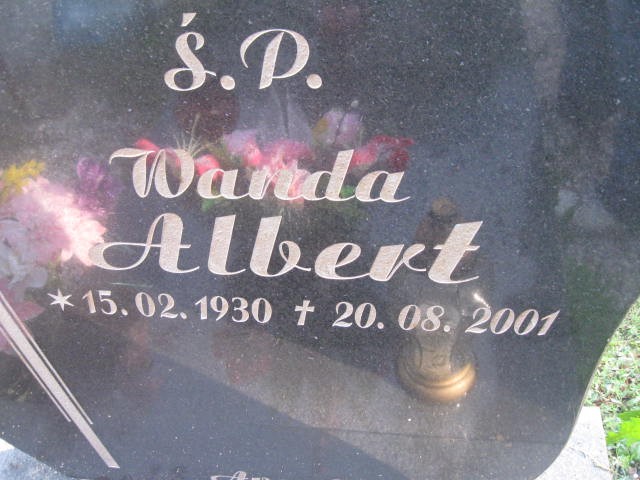 Ś.P.
Wanda
Albert
* 15.02.1930 † 20.08.2001